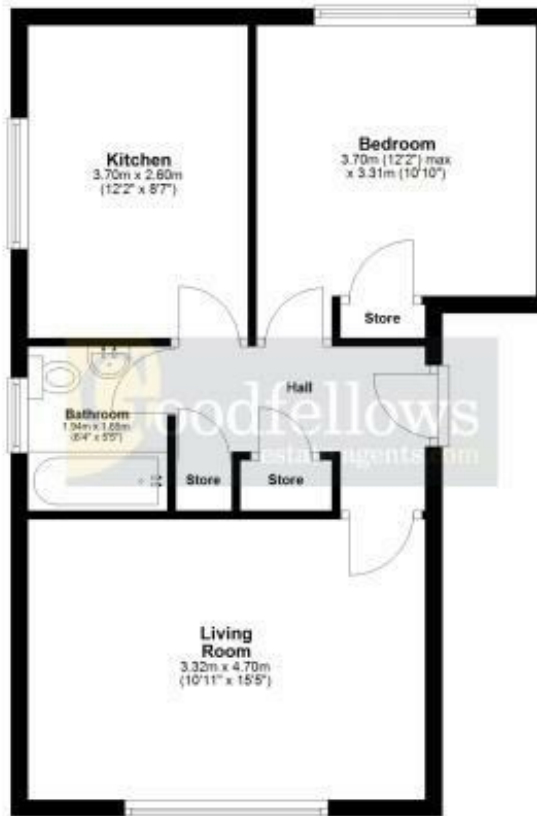 Kitchen
3.70m x 2.60m
(12'2" x 8'7")
Bedroom
3.70m (12'2") max
x 3.31m (10'10")
Store
Hall
Bathroom
1.94m x 1.65m
(6'4" x 5'5")
Goodfellows
estate agents.com
Store
Store
Living
Room
3.32m x 4.70m
(10'11" x 15'5")